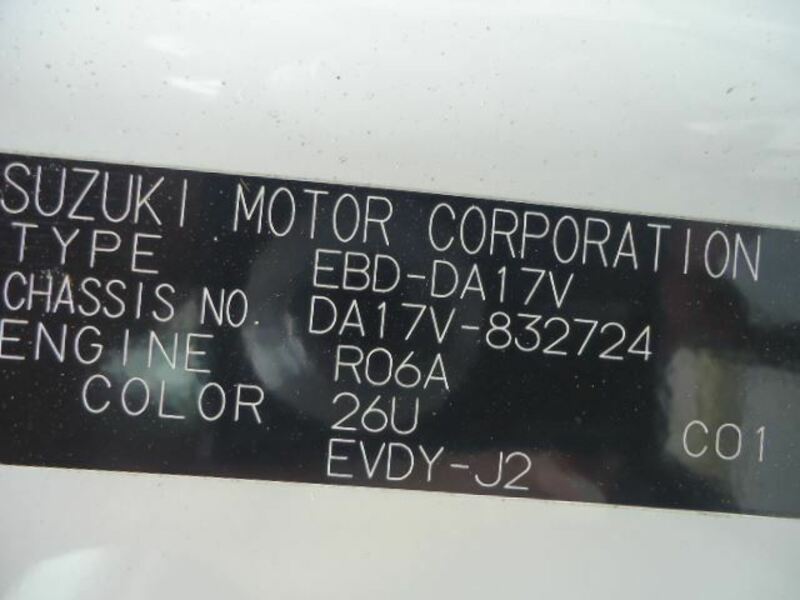 SUZUKI MOTOR CORPORATION
TYPE EBD-DA17V
CHASSIS NO. DA17V-832724
ENGINE R06A
COLOR 26U C01
EVDY-J2